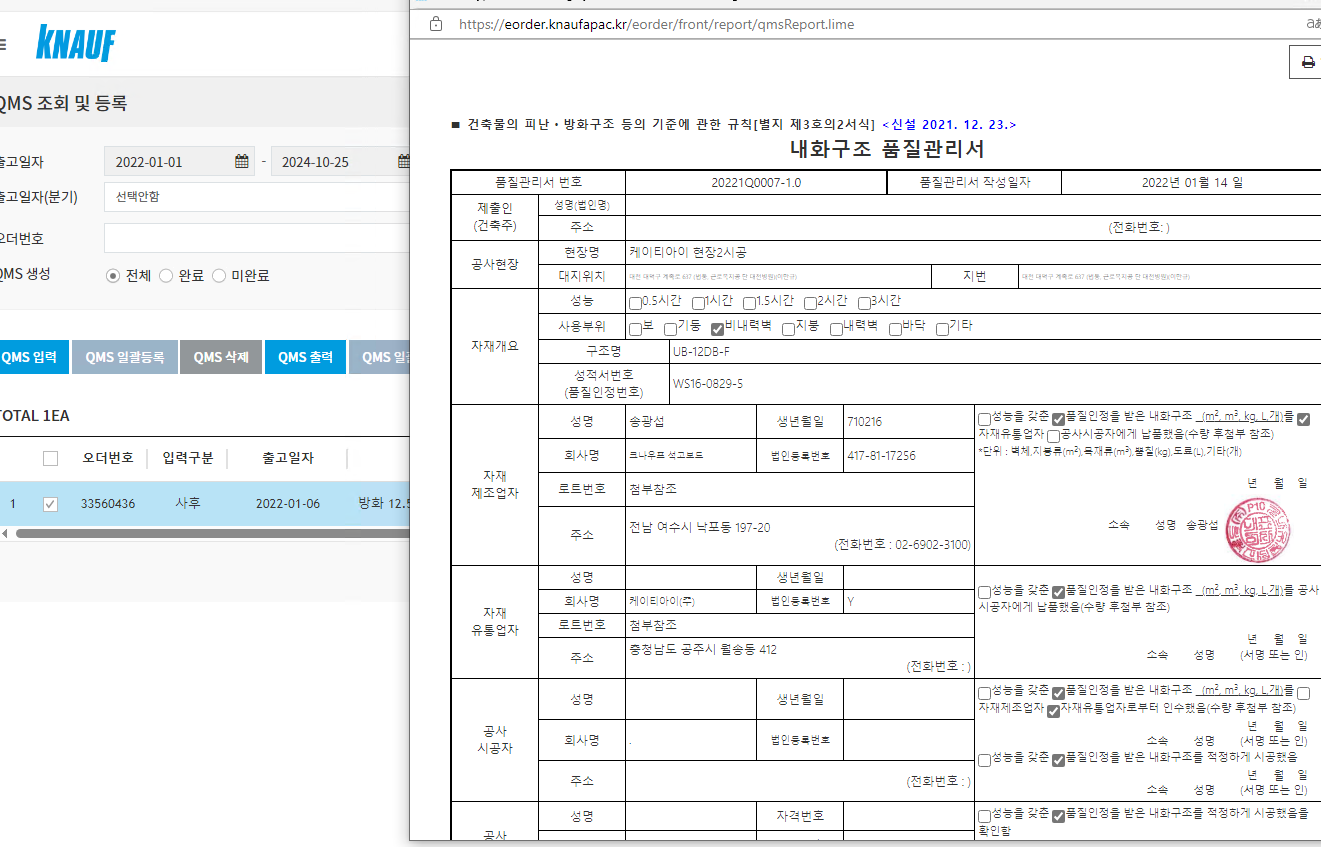 https://eorder.knaufapac.kr/eorder/front/report/qmsReport.lime
KNAUF
QMS 조회 및 등록
출고일자 2022-01-01 - 2024-10-25
출고일자(분기) 선택안함
오더번호
QMS 생성 전체 완료 미완료
QMS 입력 QMS 일괄등록 QMS 삭제 QMS 출력 QMS 일괄
TOTAL 1EA
오더번호 입력구분 출고일자
1 33560436 사후 2022-01-06 방화 12.5
■ 건축물의 피난・방화구조 등의 기준에 관한 규칙[별지 제3호의2서식] <신설 2021. 12. 23.>
내화구조 품질관리서
품질관리서 번호 20221Q0007-1.0 품질관리서 작성일자 2022년 01월 14 일
제출인
(건축주)
성명(법인명)
주소 (전화번호: )
공사현장
현장명 케이티아이 현장2시공
대지위치 지번
자재개요
성능 0.5시간 1시간 1.5시간 2시간 3시간
사용부위 보 기둥 비내력벽 지붕 내력벽 바닥 기타
구조명 UB-12DB-F
성적서번호
(품질인정번호)
WS16-0829-5
자재
제조업자
성명 송광섭 생년월일 710216
회사명 크나우프 석고보드 법인등록번호 417-81-17256
로트번호 첨부참조
주소 전남 여수시 낙포동 197-20
(전화번호 : 02-6902-3100)
성능을 갖춘 품질인정을 받은 내화구조 (m², m³, kg, L,개)를
자재유통업자 공사시공자에게 납품했음(수량 후첨부 참조)
*단위 : 벽체,지붕류(m²),목재류(m³),뿜칠(kg),도료(L),기타(개)
년 월 일
소속 성명 송광섭
자재
유통업자
성명 생년월일
회사명 케이티아이(주) 법인등록번호 Y
로트번호 첨부참조
주소 충청남도 공주시 월송동 412
(전화번호 : )
성능을 갖춘 품질인정을 받은 내화구조 (m², m³, kg, L,개)를 공사
시공자에게 납품했음(수량 후첨부 참조)
년 월 일
소속 성명 (서명 또는 인)
공사
시공자
성명 생년월일
회사명 . 법인등록번호
주소 (전화번호 : )
성능을 갖춘 품질인정을 받은 내화구조 (m², m³, kg, L,개)를
자재제조업자 자재유통업자로부터 인수했음(수량 후첨부 참조)
년 월 일
소속 성명 (서명 또는 인)
성능을 갖춘 품질인정을 받은 내화구조를 적정하게 시공했음
년 월 일
소속 성명 (서명 또는 인)
공사
성명 자격번호
성능을 갖춘 품질인정을 받은 내화구조를 적정하게 시공했음을
확인함